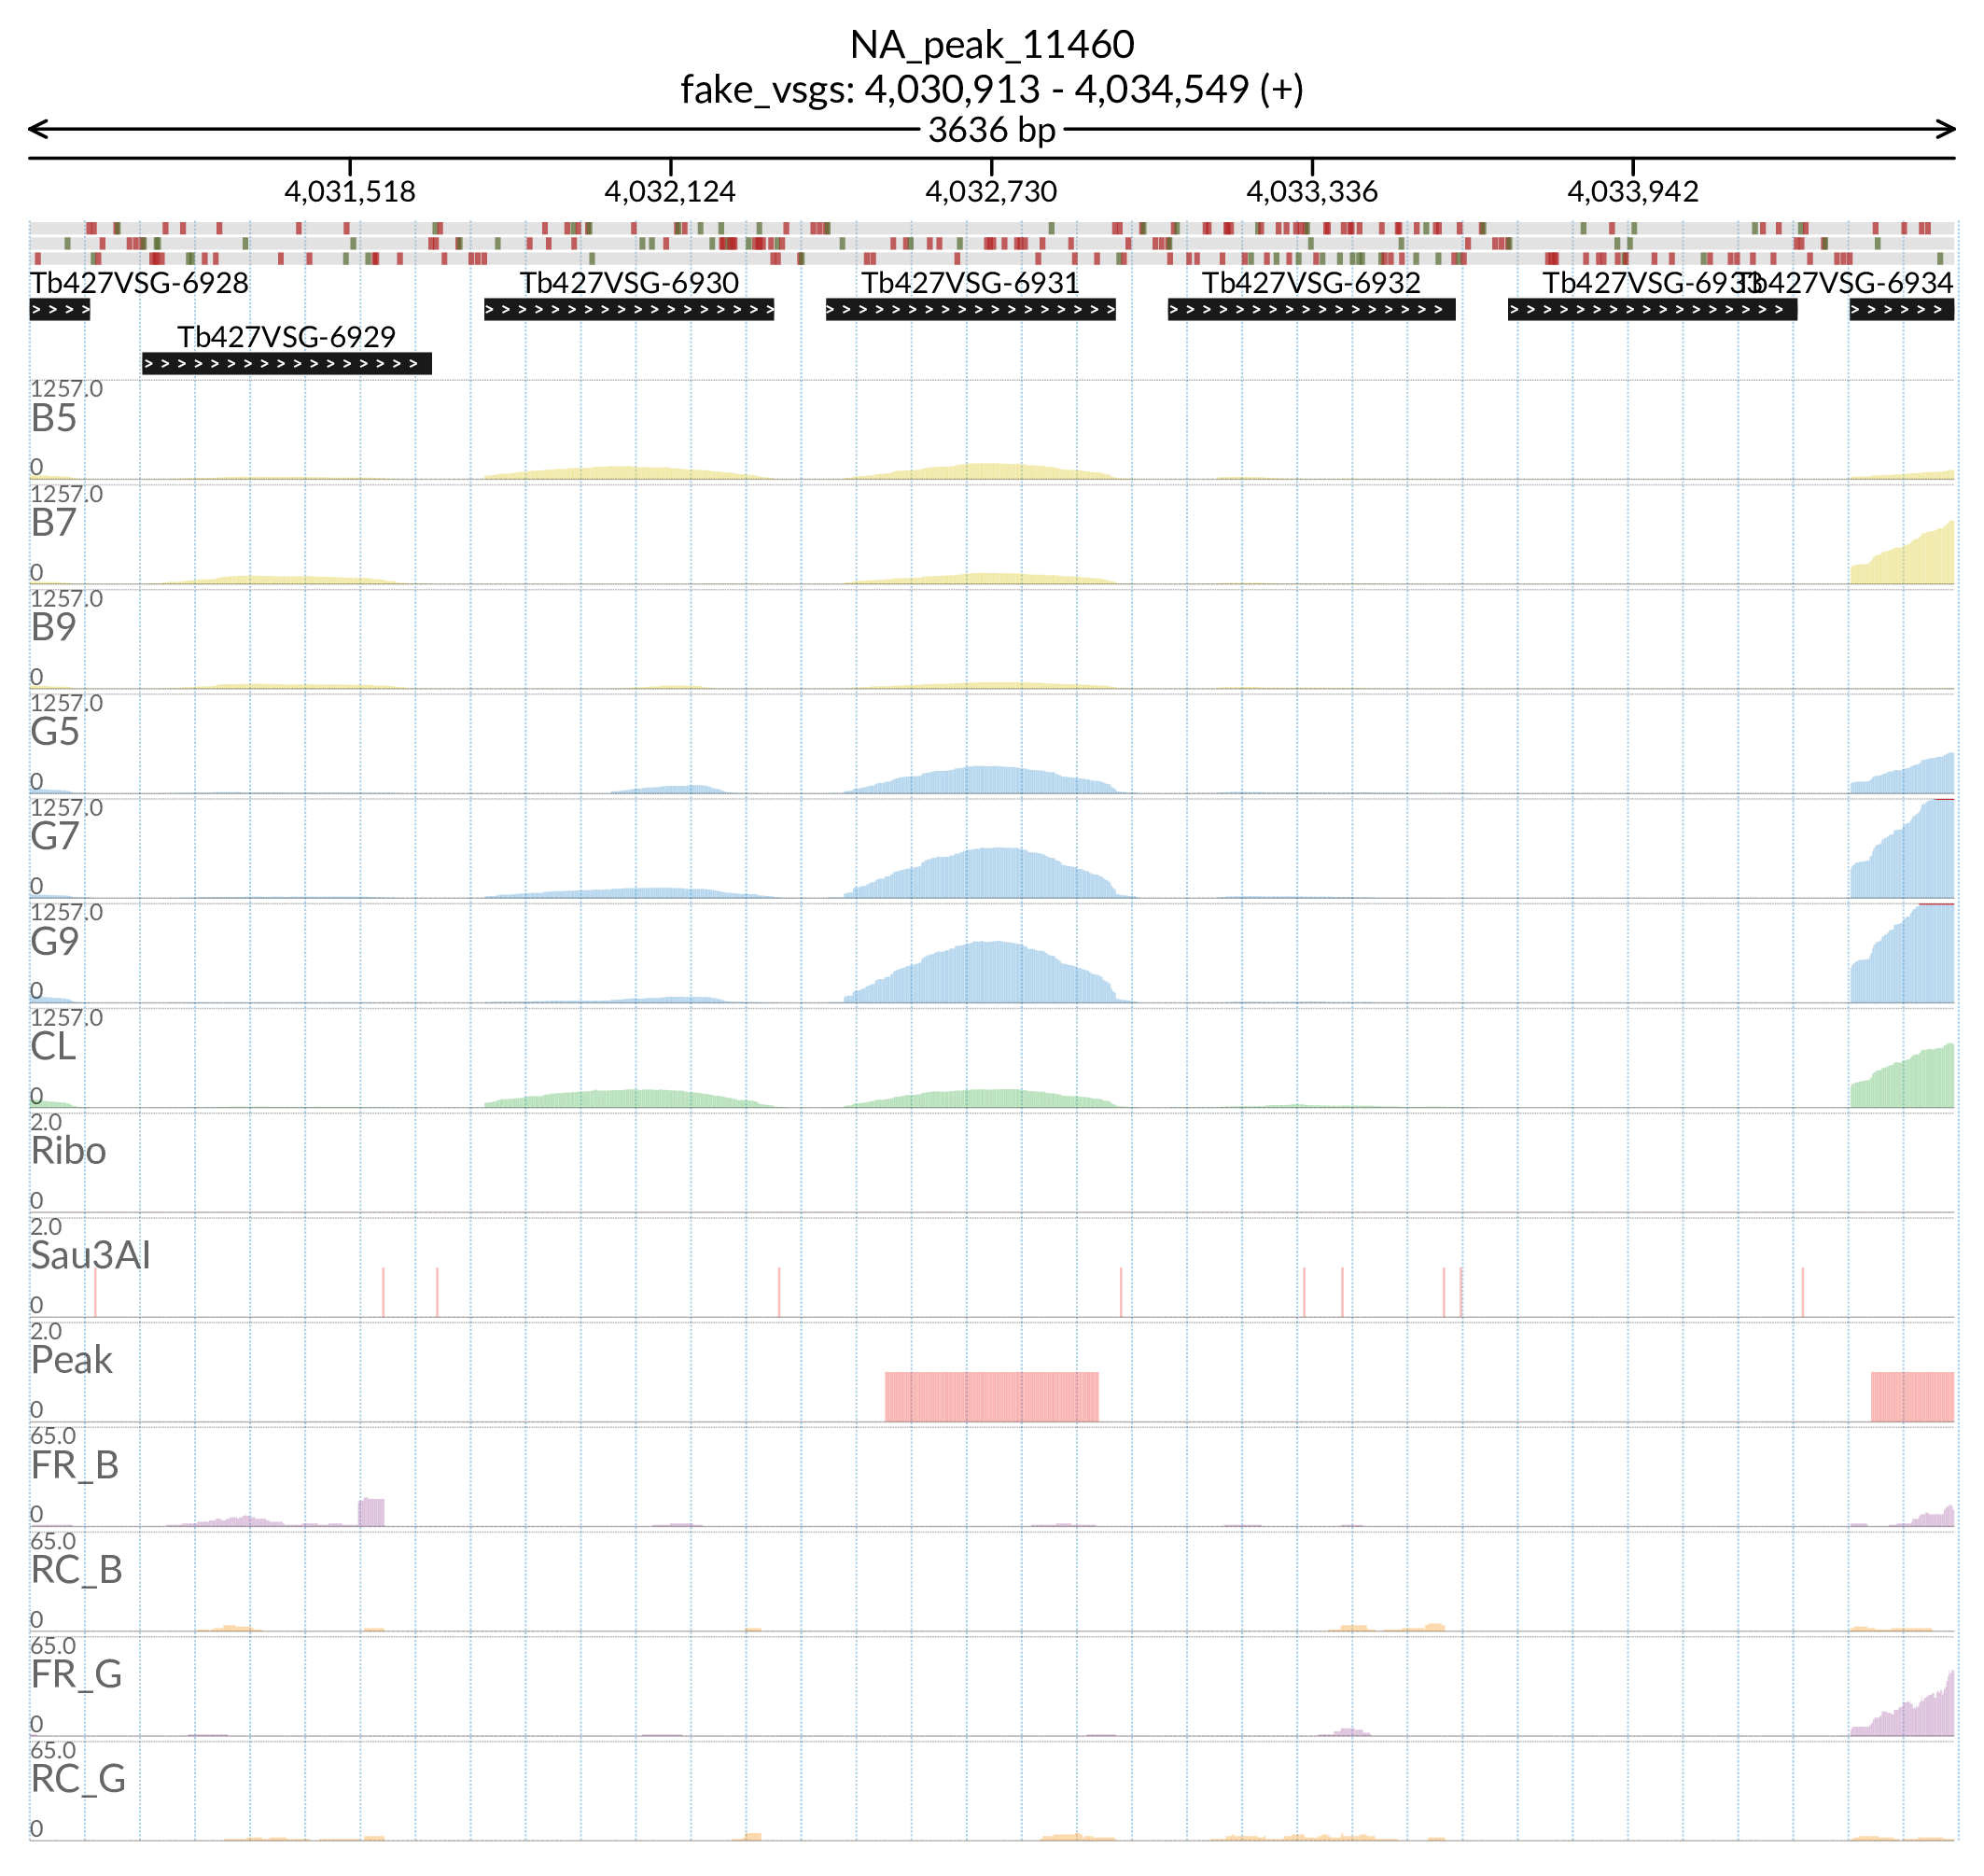 NA_peak_11460
fake_vsgs: 4,030,913 - 4,034,549 (+)
3636 bp
4,031,518 4,032,124 4,032,730 4,033,336 4,033,942
Tb427VSG-6928 Tb427VSG-6930 Tb427VSG-6931 Tb427VSG-6932 Tb427VSG-6933 Tb427VSG-6934
Tb427VSG-6929
1257.0
B5
0
1257.0
B7
0
1257.0
B9
0
1257.0
G5
0
1257.0
G7
0
1257.0
G9
0
1257.0
CL
0
2.0
Ribo
0
2.0
Sau3AI
0
2.0
Peak
0
65.0
FR_B
0
65.0
RC_B
0
65.0
FR_G
0
65.0
RC_G
0